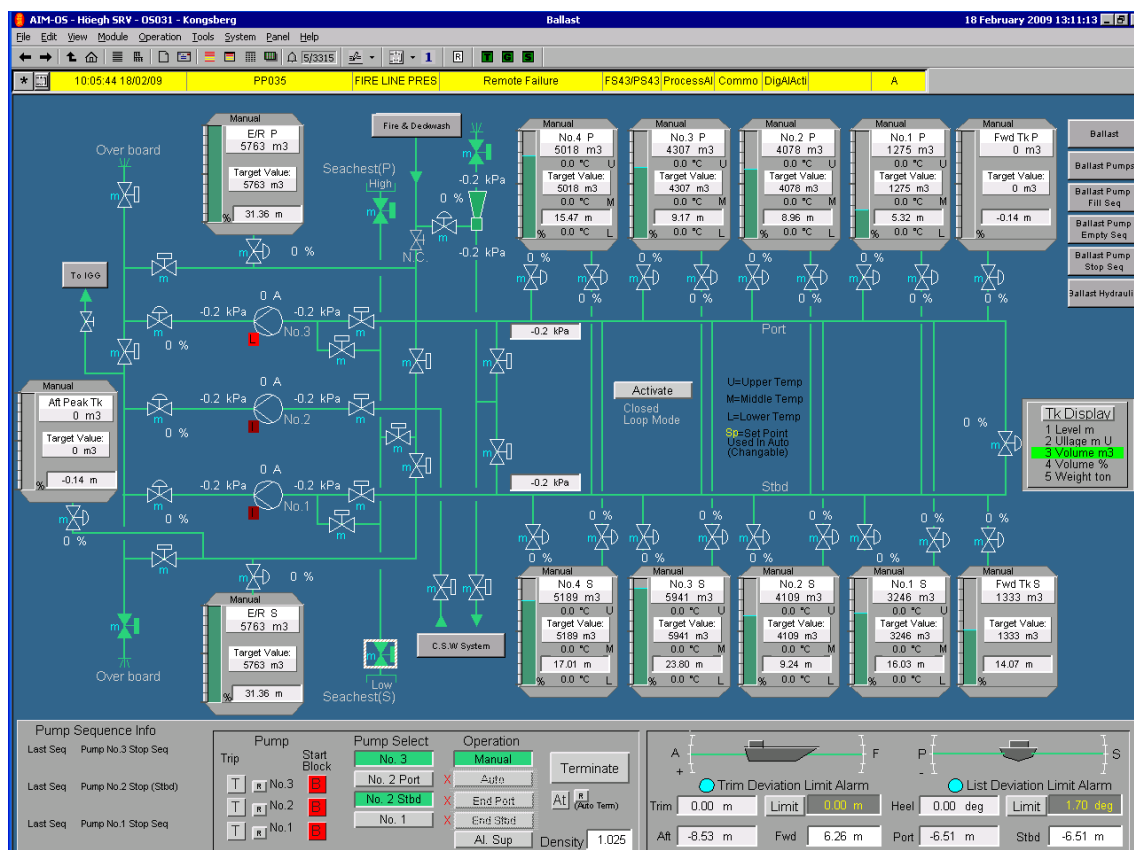 AIM-OS - Höegh SRV - OS031 - Kongsberg
Ballast
18 February 2009 13:11:13
File Edit View Module Operation Tools System Panel Help
5/3315
1
R
T G S
* 10:05:44 18/02/09 PP035 FIRE LINE PRES Remote Failure FS43/PS43 ProcessAl Commo DigAlActi A
Manual
E/R P
5763 m3
Target Value:
5763 m3
31.36 m
%
Over board
m
0 %
Fire & Deckwash
Seachest(P)
High
-0.2 kPa
0 %
-0.2 kPa
N.C.
Manual
No.4 P
5018 m3
0.0 °C U
Target Value:
5018 m3
0.0 °C M
15.47 m
% 0.0 °C L
Manual
No.3 P
4307 m3
0.0 °C U
Target Value:
4307 m3
0.0 °C M
9.17 m
% 0.0 °C L
Manual
No.2 P
4078 m3
0.0 °C U
Target Value:
4078 m3
0.0 °C M
8.96 m
% 0.0 °C L
Manual
No.1 P
1275 m3
0.0 °C U
Target Value:
1275 m3
0.0 °C M
5.32 m
% 0.0 °C L
Manual
Fwd Tk P
0 m3
Target Value:
0 m3
-0.14 m
%
Ballast
Ballast Pumps
Ballast Pump
Fill Seq
Ballast Pump
Empty Seq
Ballast Pump
Stop Seq
Ballast Hydrauli
0 % 0 % 0 % 0 % 0 %
0 % 0 % 0 % 0 %
To IGG
0 A
-0.2 kPa -0.2 kPa
No.3
L
0 %
-0.2 kPa
Port
0 A
No.2
L
0 %
Activate
Closed
Loop Mode
U=Upper Temp
M=Middle Temp
L=Lower Temp
Sp=Set Point
Used In Auto
(Changable)
0 %
Tk Display
1 Level m
2 Ullage m U
3 Volume m3
4 Volume %
5 Weight ton
Manual
Aft Peak Tk
0 m3
Target Value:
0 m3
-0.14 m
%
0 %
0 A
-0.2 kPa -0.2 kPa
No.1
L
0 %
-0.2 kPa
Stbd
0 % 0 % 0 % 0 % 0 %
0 % 0 % 0 % 0 %
0 %
Manual
E/R S
5763 m3
Target Value:
5763 m3
31.36 m
%
Over board
C.S.W System
Low
Seachest(S)
Manual
No.4 S
5189 m3
0.0 °C U
Target Value:
5189 m3
0.0 °C M
17.01 m
% 0.0 °C L
Manual
No.3 S
5941 m3
0.0 °C U
Target Value:
5941 m3
0.0 °C M
23.80 m
% 0.0 °C L
Manual
No.2 S
4109 m3
0.0 °C U
Target Value:
4109 m3
0.0 °C M
9.24 m
% 0.0 °C L
Manual
No.1 S
3246 m3
0.0 °C U
Target Value:
3246 m3
0.0 °C M
16.03 m
% 0.0 °C L
Manual
Fwd Tk S
1333 m3
Target Value:
1333 m3
14.07 m
%
Pump Sequence Info
Last Seq Pump No.3 Stop Seq
Last Seq Pump No.2 Stop (Stbd)
Last Seq Pump No.1 Stop Seq
Pump
Trip Start
Block
T R No.3 B
T R No.2 B
T R No.1 B
Pump Select
No. 3
No. 2 Port
No. 2 Stbd
No. 1
Operation
Manual
X Auto
X End Port
X End Stbd
Al. Sup
Terminate
At R
(Auto Term)
Density 1.025
A F
+
-
Trim Deviation Limit Alarm
Trim 0.00 m Limit 0.00 m
Aft -8.53 m Fwd 6.26 m
P S
-
+
List Deviation Limit Alarm
Heel 0.00 deg Limit 1.70 deg
Port -6.51 m Stbd -6.51 m